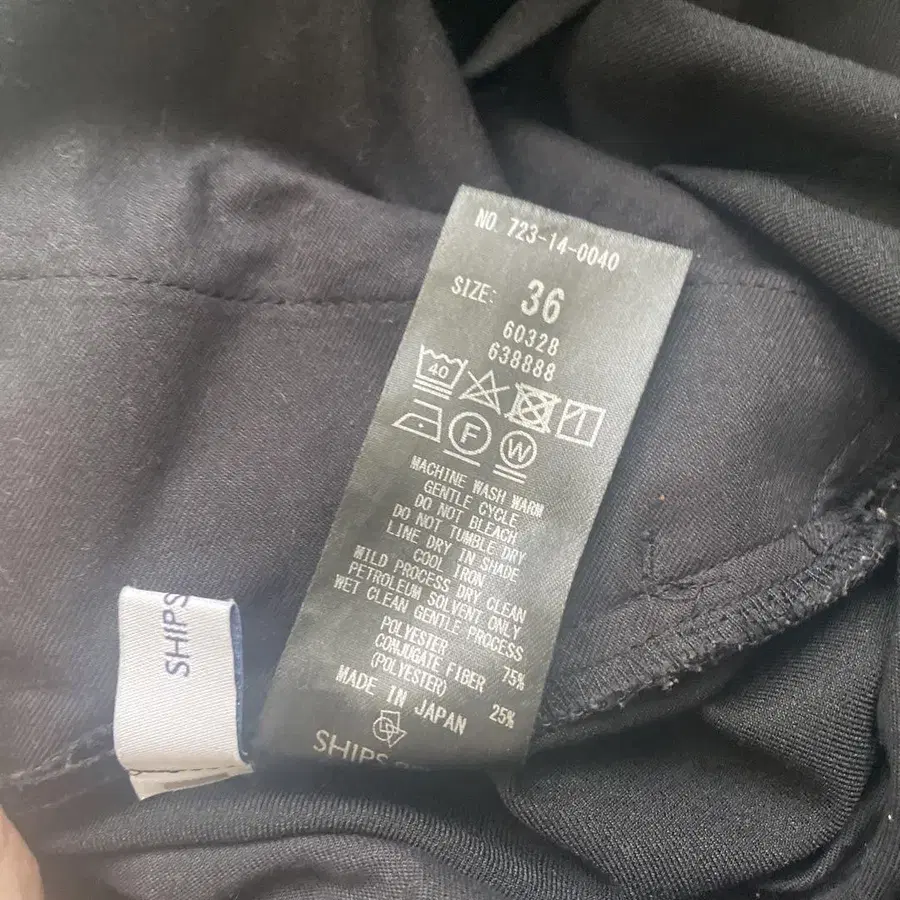 NO. 723-14-0040
SIZE: 36
60328
638888
40
F W
MACHINE WASH WARM
GENTLE CYCLE
DO NOT BLEACH
DO NOT TUMBLE DRY
LINE DRY IN SHADE
COOL IRON
MILD PROCESS DRY CLEAN
PETROLEUM SOLVENT ONLY
WET CLEAN GENTLE PROCESS
POLYESTER 75%
CONJUGATE FIBER
(POLYESTER) 25%
MADE IN JAPAN
SHIPS
SHIPS